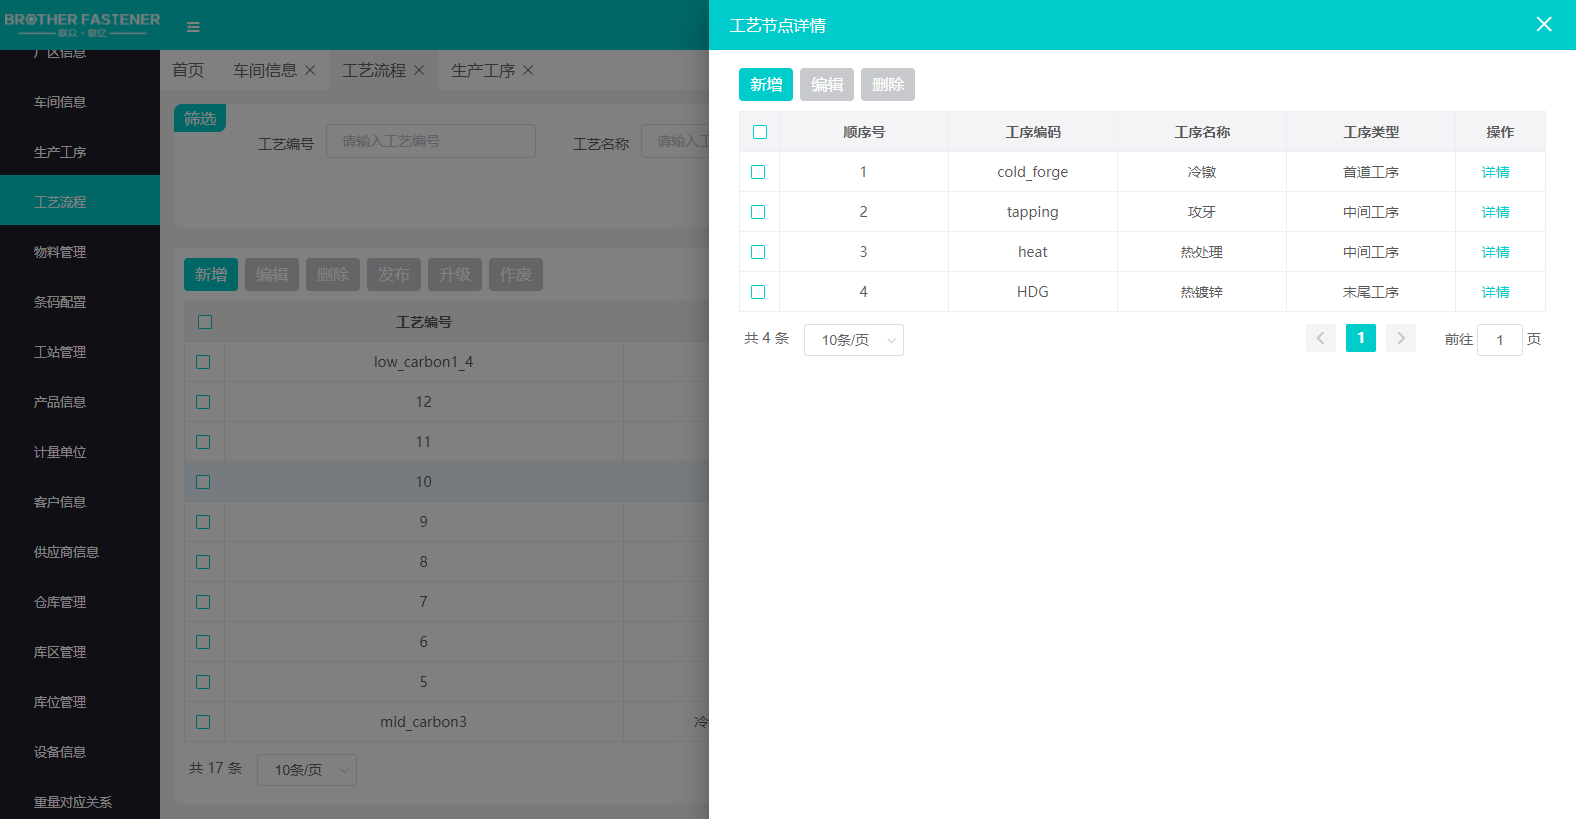 BROTHER FASTENER
联众·联亿
厂区信息
车间信息
生产工序
工艺流程
物料管理
条码配置
工站管理
产品信息
计量单位
客户信息
供应商信息
仓库管理
库区管理
库位管理
设备信息
重量对应关系
首页 车间信息 工艺流程 生产工序
筛选
工艺编号 请输入工艺编号 工艺名称 请输入工
新增 编辑 删除 发布 升级 作废
工艺编号
low_carbon1_4
12
11
10
9
8
7
6
5
mid_carbon3 冷
共 17 条 10条/页
工艺节点详情
新增 编辑 删除
顺序号 工序编码 工序名称 工序类型 操作
1 cold_forge 冷镦 首道工序 详情
2 tapping 攻牙 中间工序 详情
3 heat 热处理 中间工序 详情
4 HDG 热镀锌 末尾工序 详情
共 4 条 10条/页 1 前往 1 页